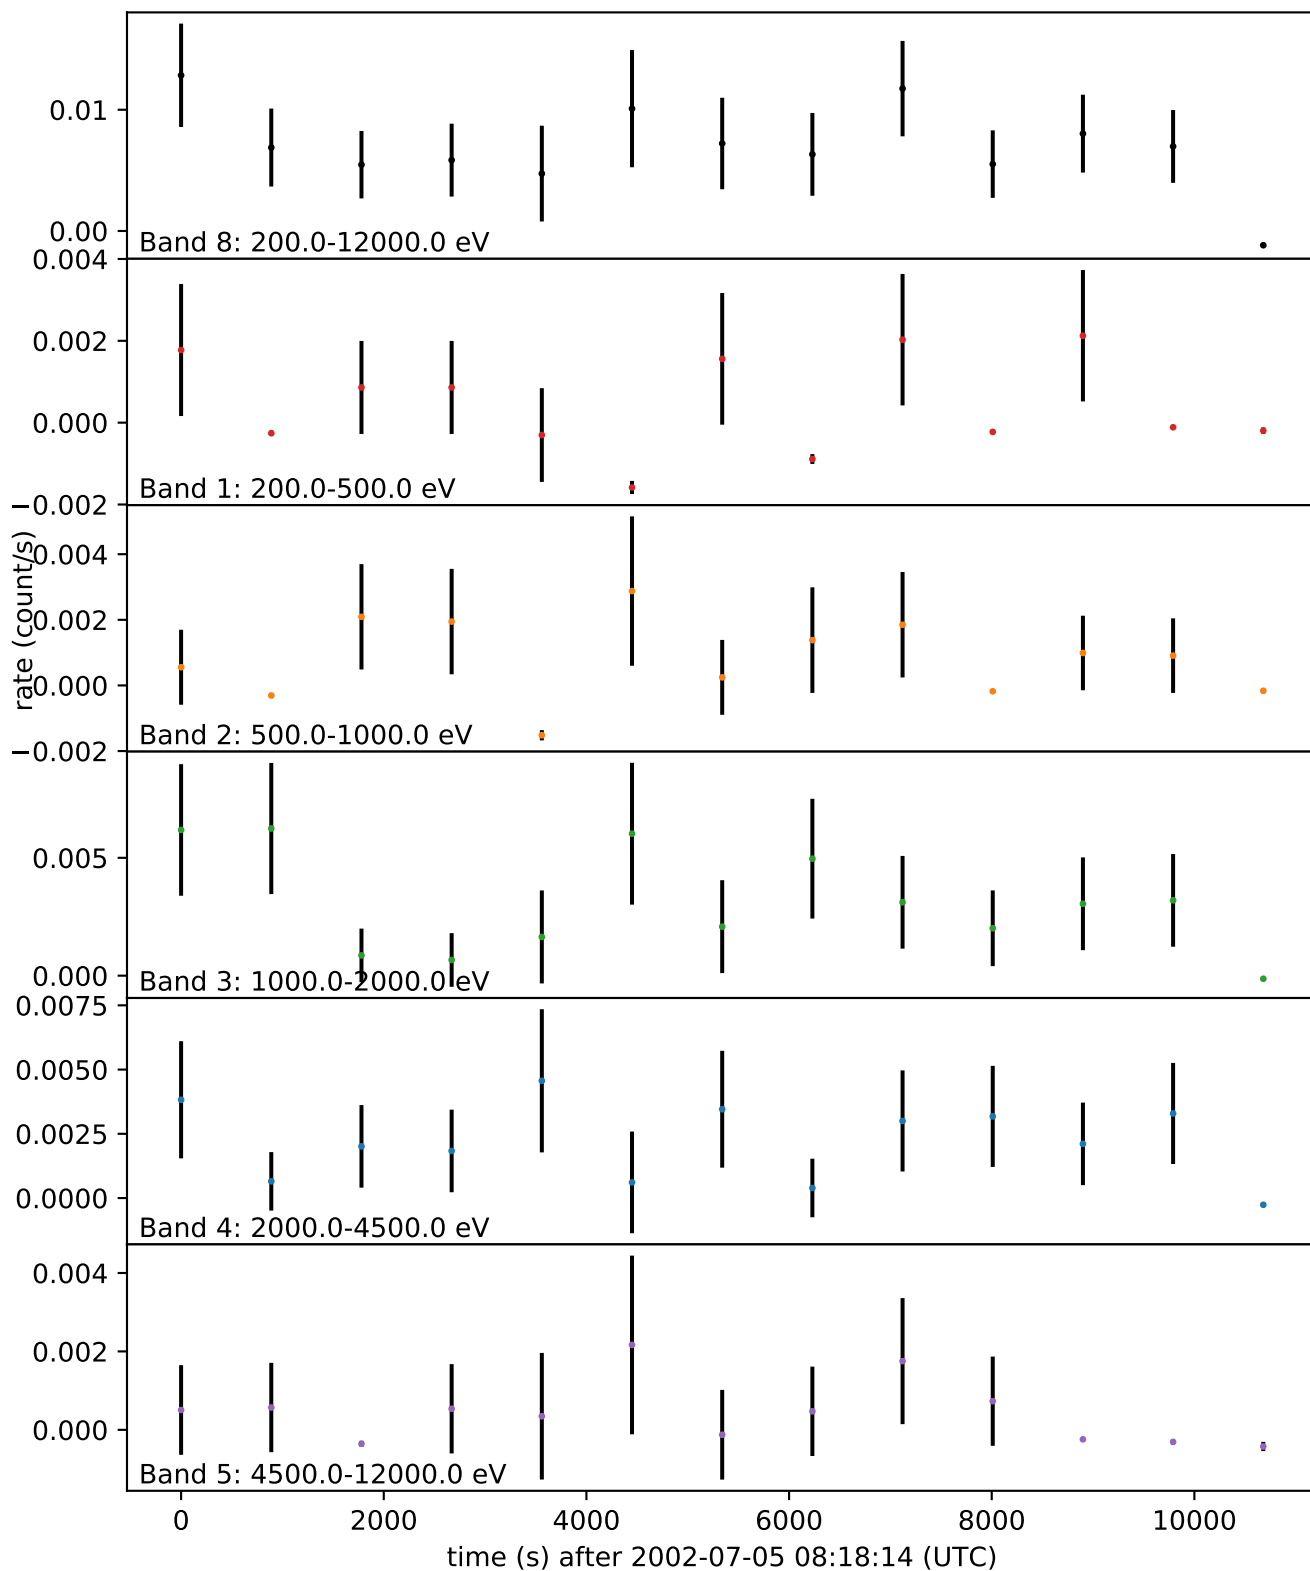 0.01
0.00
Band 8: 200.0-12000.0 eV
0.004
0.002
0.000
Band 1: 200.0-500.0 eV
−0.002
rate (count/s)
0.004
0.002
0.000
Band 2: 500.0-1000.0 eV
−0.002
0.005
0.000
Band 3: 1000.0-2000.0 eV
0.0075
0.0050
0.0025
0.0000
Band 4: 2000.0-4500.0 eV
0.004
0.002
0.000
Band 5: 4500.0-12000.0 eV
0 2000 4000 6000 8000 10000
time (s) after 2002-07-05 08:18:14 (UTC)